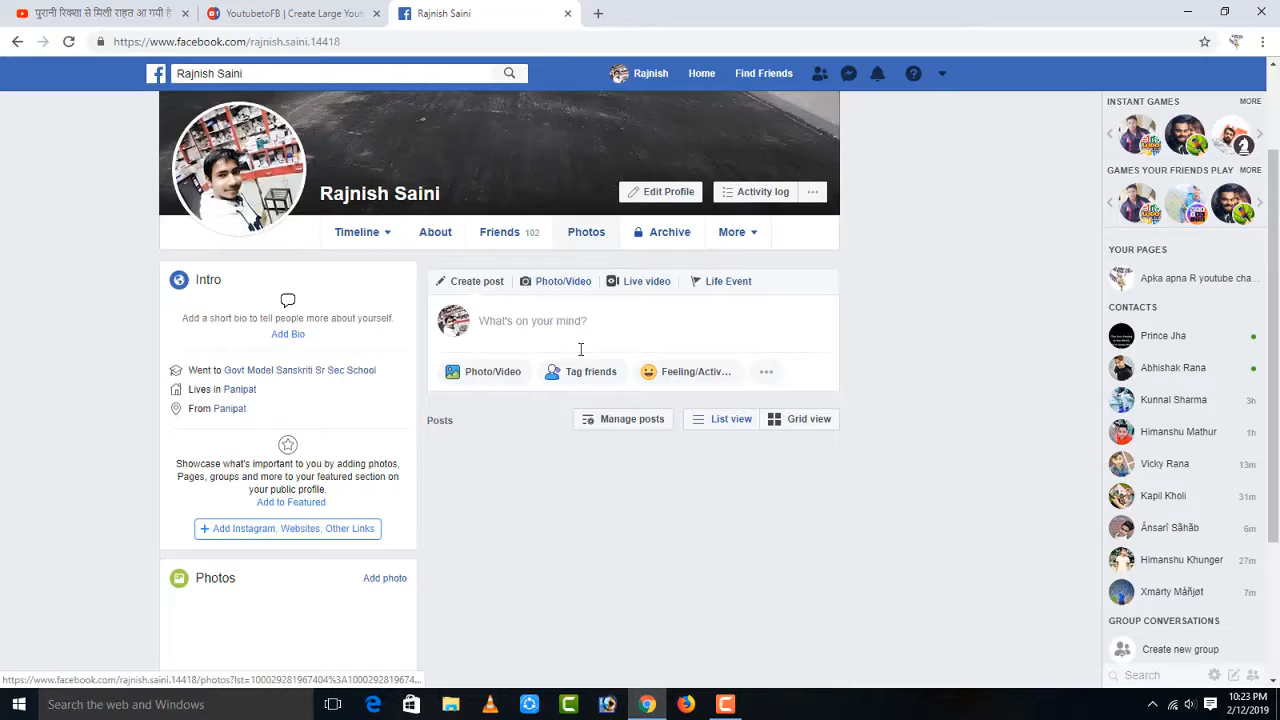 पुरानी रिक्शा से मिली राहत आ गयी है
YoutubetoFB | Create Large Yout
Rajnish Saini
https://www.facebook.com/rajnish.saini.14418
Rajnish Saini
Rajnish
Home
Find Friends
Rajnish Saini
Edit Profile
Activity log
Timeline
About
Friends 102
Photos
Archive
More
Intro
Add a short bio to tell people more about yourself.
Add Bio
Went to Govt Model Sanskriti Sr Sec School
Lives in Panipat
From Panipat
Showcase what's important to you by adding photos,
Pages, groups and more to your featured section on
your public profile.
Add to Featured
+ Add Instagram, Websites, Other Links
Photos
Add photo
Create post
Photo/Video
Live video
Life Event
What's on your mind?
Photo/Video
Tag friends
Feeling/Activ...
Posts
Manage posts
List view
Grid view
INSTANT GAMES MORE
GAMES YOUR FRIENDS PLAY MORE
YOUR PAGES
Apka apna R youtube cha...
CONTACTS
Prince Jha
Abhishak Rana
Kunnal Sharma 3h
Himanshu Mathur 1h
Vicky Rana 13m
Kapil Kholi 31m
Ãnsarî Sãhãb 6m
Himanshu Khunger 27m
Xmärty Måñjøt 7m
GROUP CONVERSATIONS
Create new group
Search
https://www.facebook.com/rajnish.saini.14418/photos?lst=100029281967404%3A1000292819674...
Search the web and Windows
10:23 PM
2/12/2019